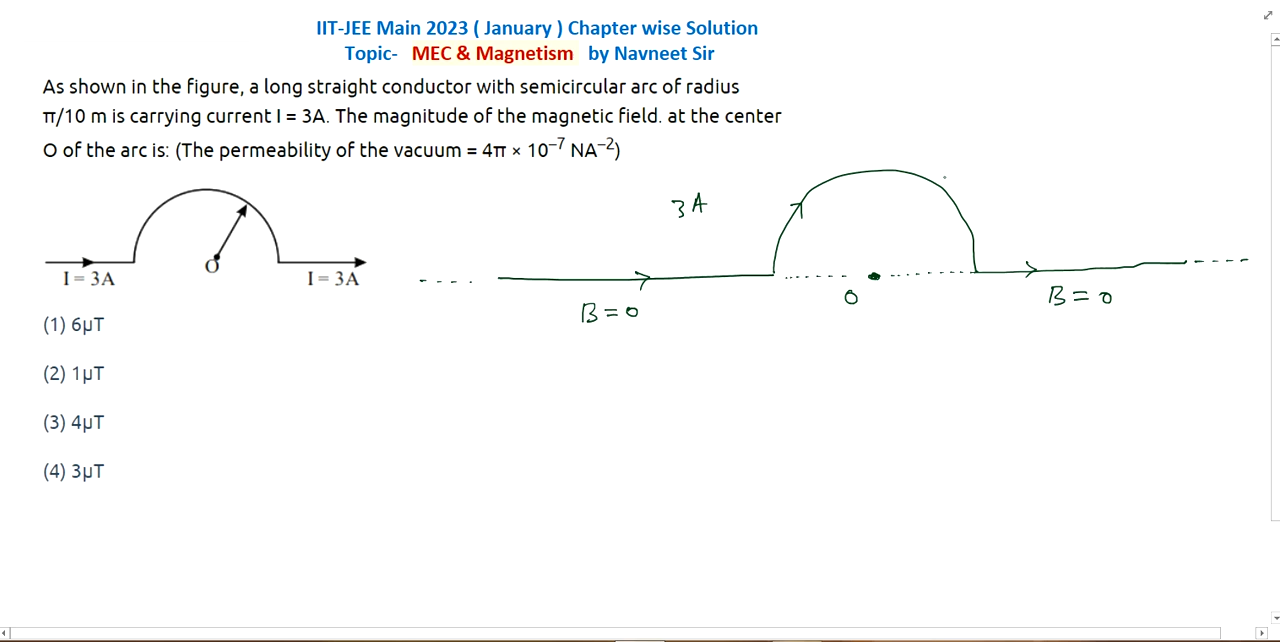 IIT-JEE Main 2023 ( January ) Chapter wise Solution
Topic- MEC & Magnetism by Navneet Sir
As shown in the figure, a long straight conductor with semicircular arc of radius
π/10 m is carrying current I = 3A. The magnitude of the magnetic field. at the center
O of the arc is: (The permeability of the vacuum = 4π × 10⁻⁷ NA⁻²)
3A
O
I = 3A
I = 3A
O
B = 0
B = 0
(1) 6μT
(2) 1μT
(3) 4μT
(4) 3μT